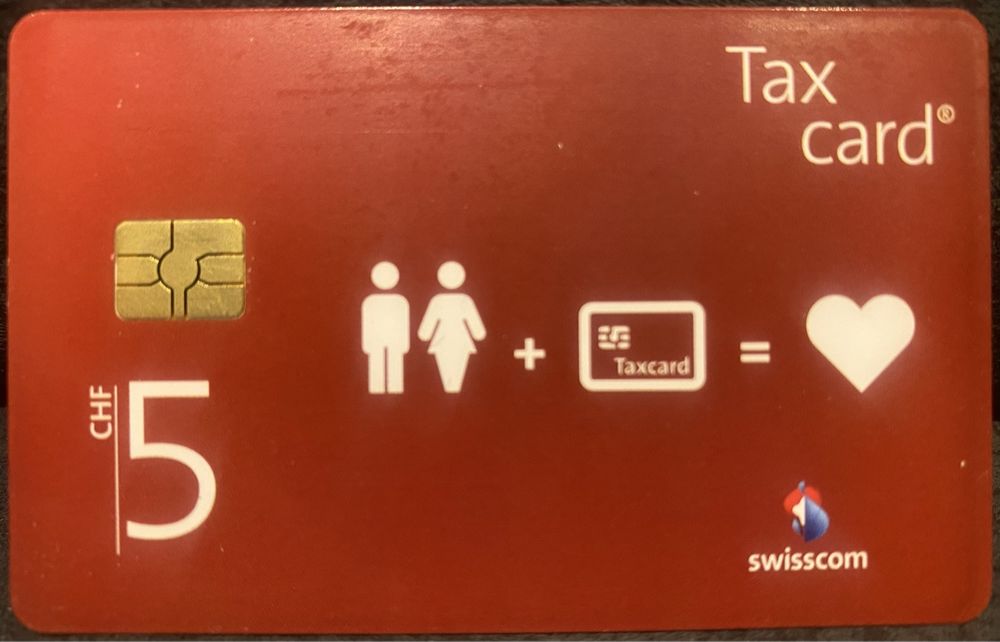 Tax
card®
Taxcard
+ =
CHF
5
swisscom